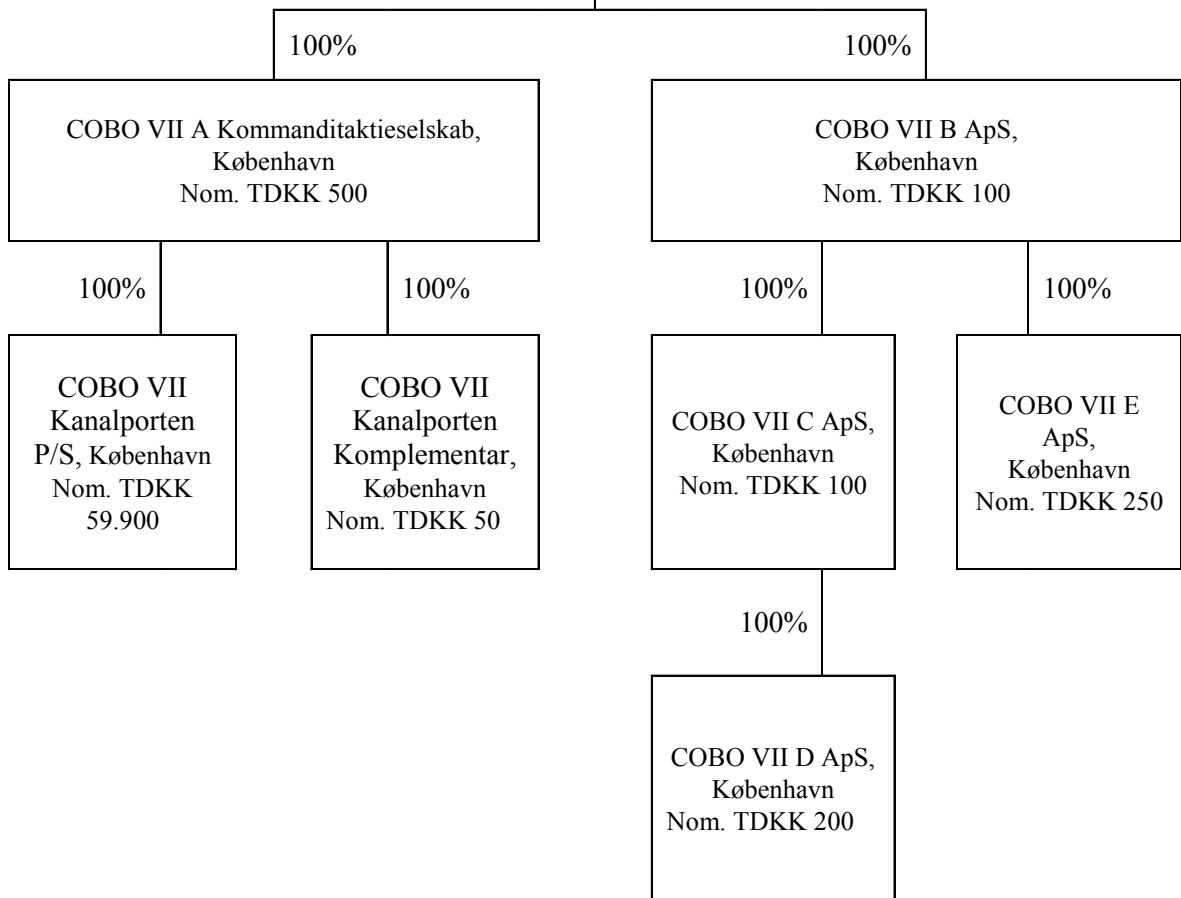 100%
100%
COBO VII A Kommanditaktieselskab,
København
Nom. TDKK 500
COBO VII B ApS,
København
Nom. TDKK 100
100%
100%
100%
100%
COBO VII
Kanalporten
P/S, København
Nom. TDKK
59.900
COBO VII
Kanalporten
Komplementar,
København
Nom. TDKK 50
COBO VII C ApS,
København
Nom. TDKK 100
COBO VII E
ApS,
København
Nom. TDKK 250
100%
COBO VII D ApS,
København
Nom. TDKK 200